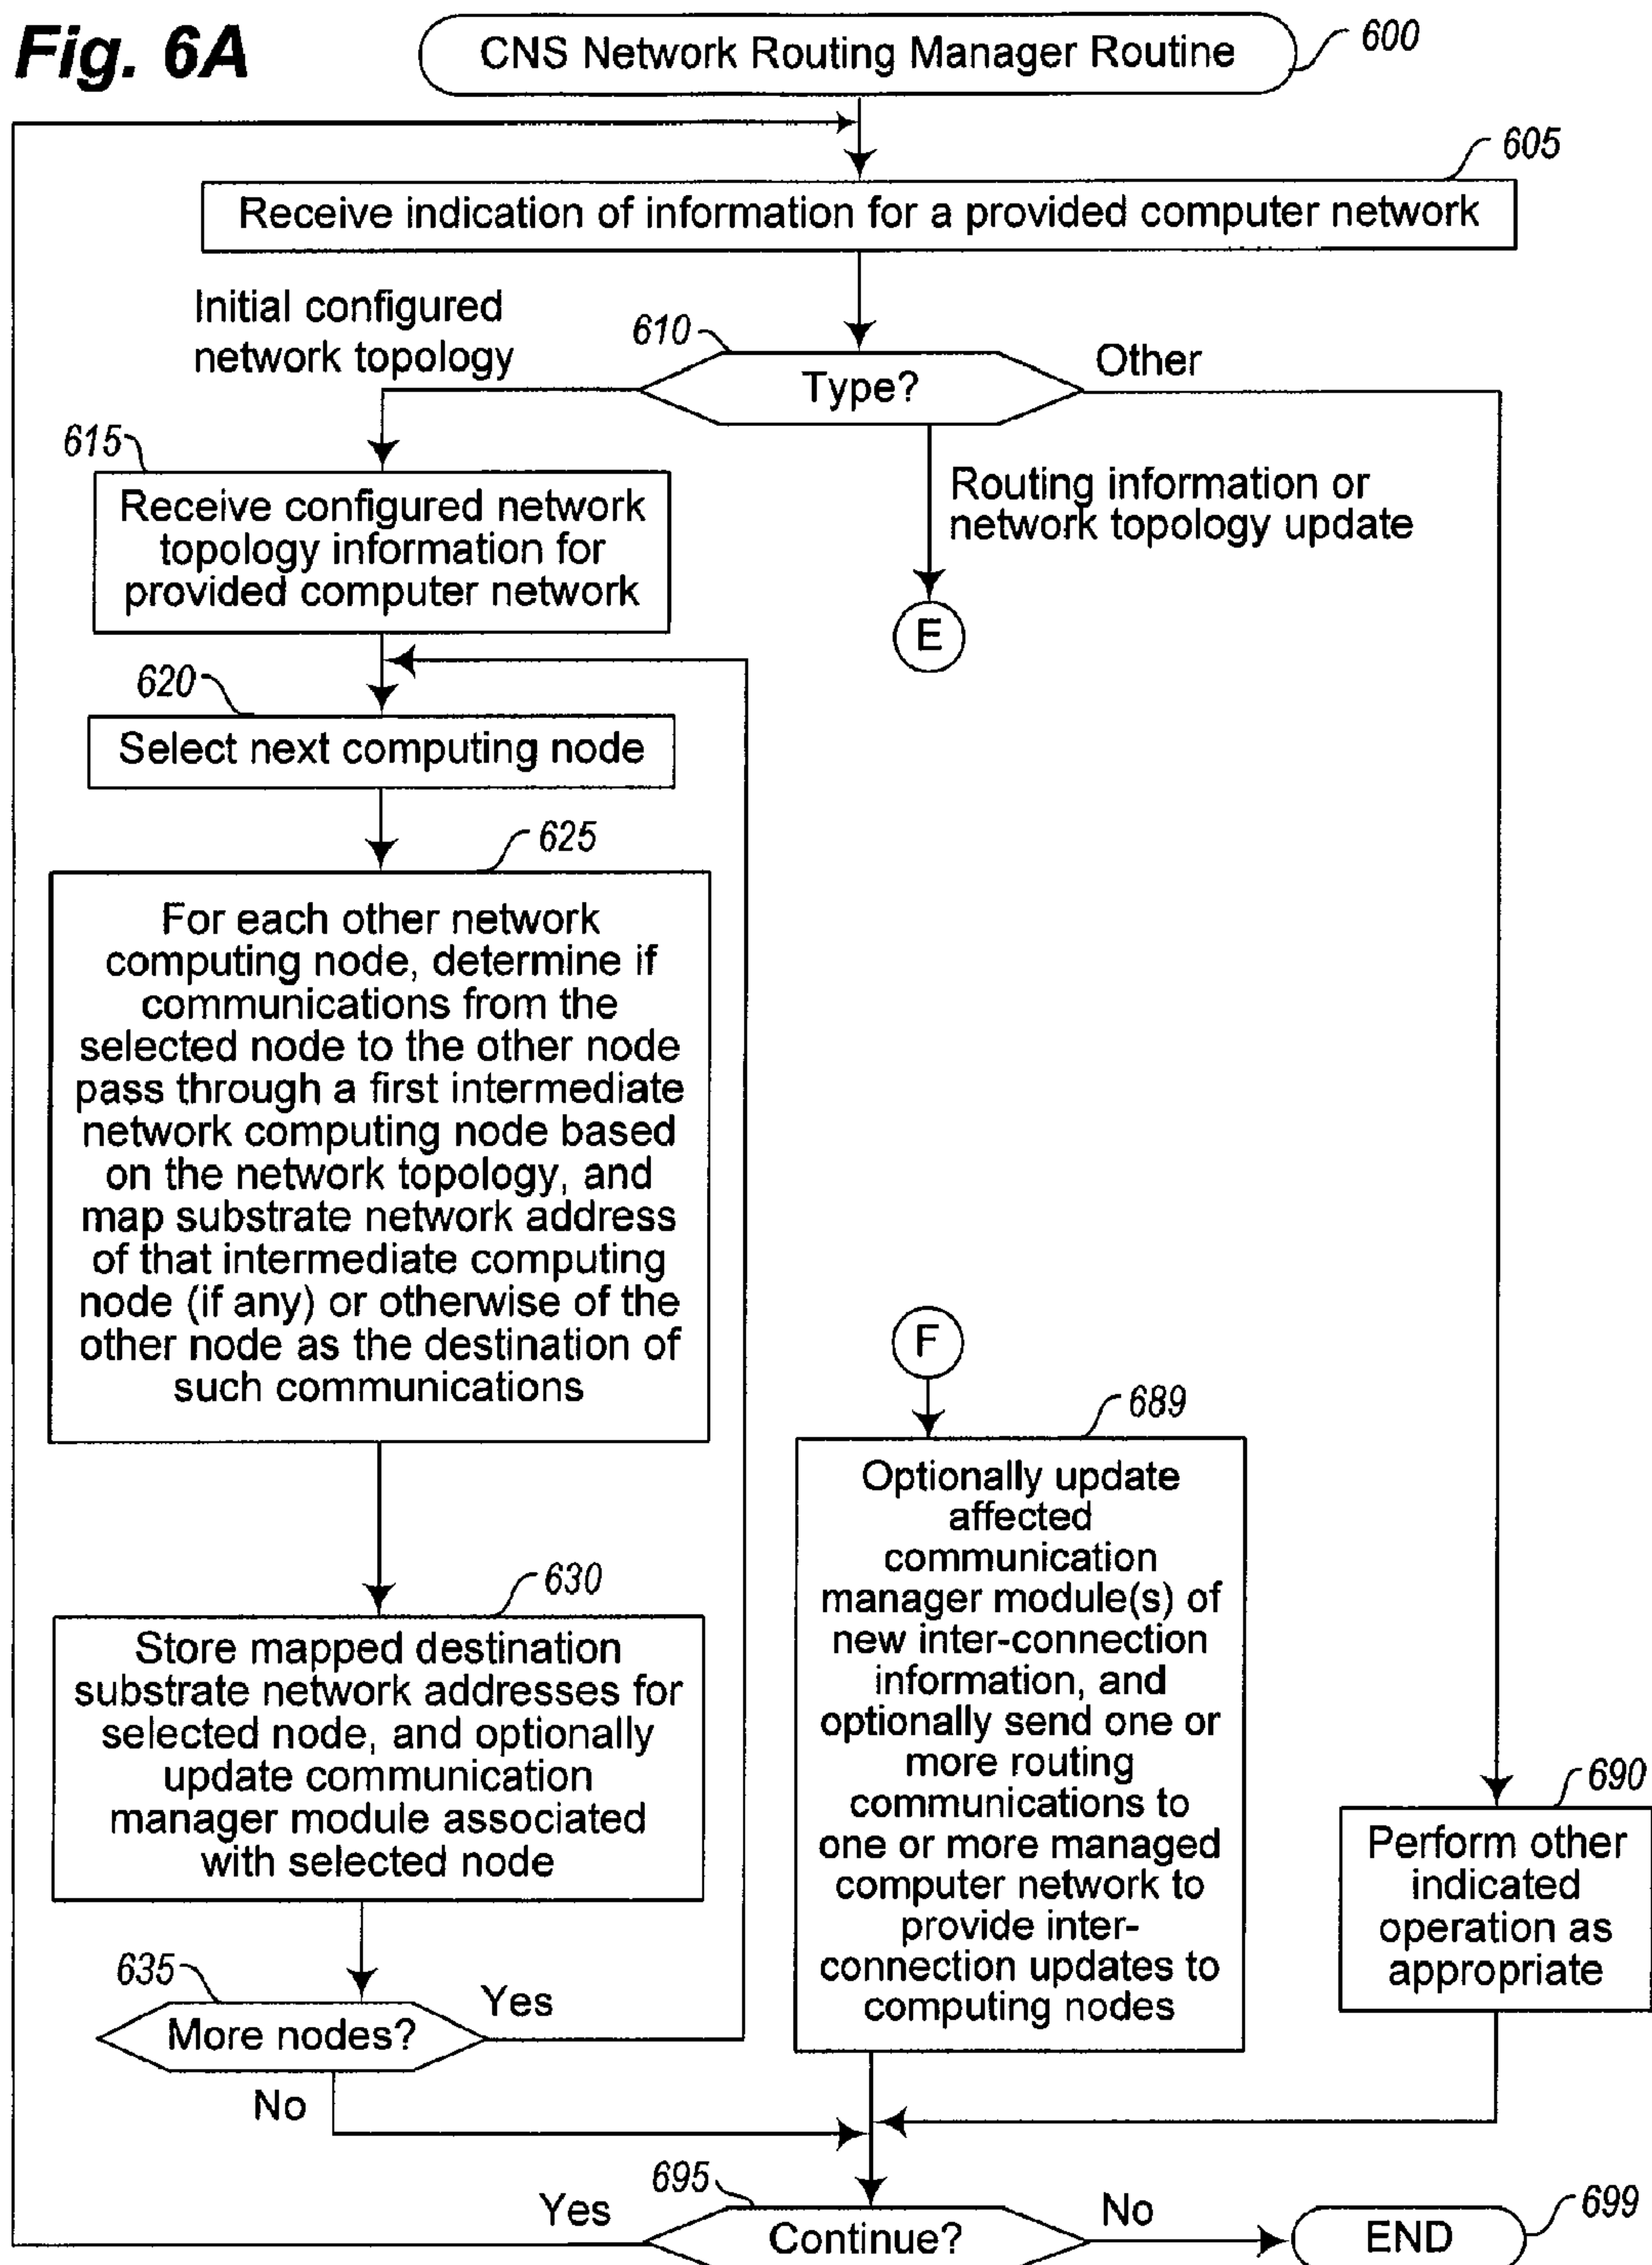 Fig. 6A
CNS Network Routing Manager Routine
600
605
Receive indication of information for a provided computer network
Initial configured
network topology
610
Type?
Other
615
Receive configured network
topology information for
provided computer network
Routing information or
network topology update
E
620
Select next computing node
625
For each other network
computing node, determine if
communications from the
selected node to the other node
pass through a first intermediate
network computing node based
on the network topology, and
map substrate network address
of that intermediate computing
node (if any) or otherwise of the
other node as the destination of
such communications
F
689
Optionally update
affected
communication
manager module(s) of
new inter-connection
information, and
optionally send one or
more routing
communications to
one or more managed
computer network to
provide inter-
connection updates to
computing nodes
630
Store mapped destination
substrate network addresses for
selected node, and optionally
update communication
manager module associated
with selected node
690
Perform other
indicated
operation as
appropriate
635
More nodes?
Yes
No
695
Yes
Continue?
No
END
699